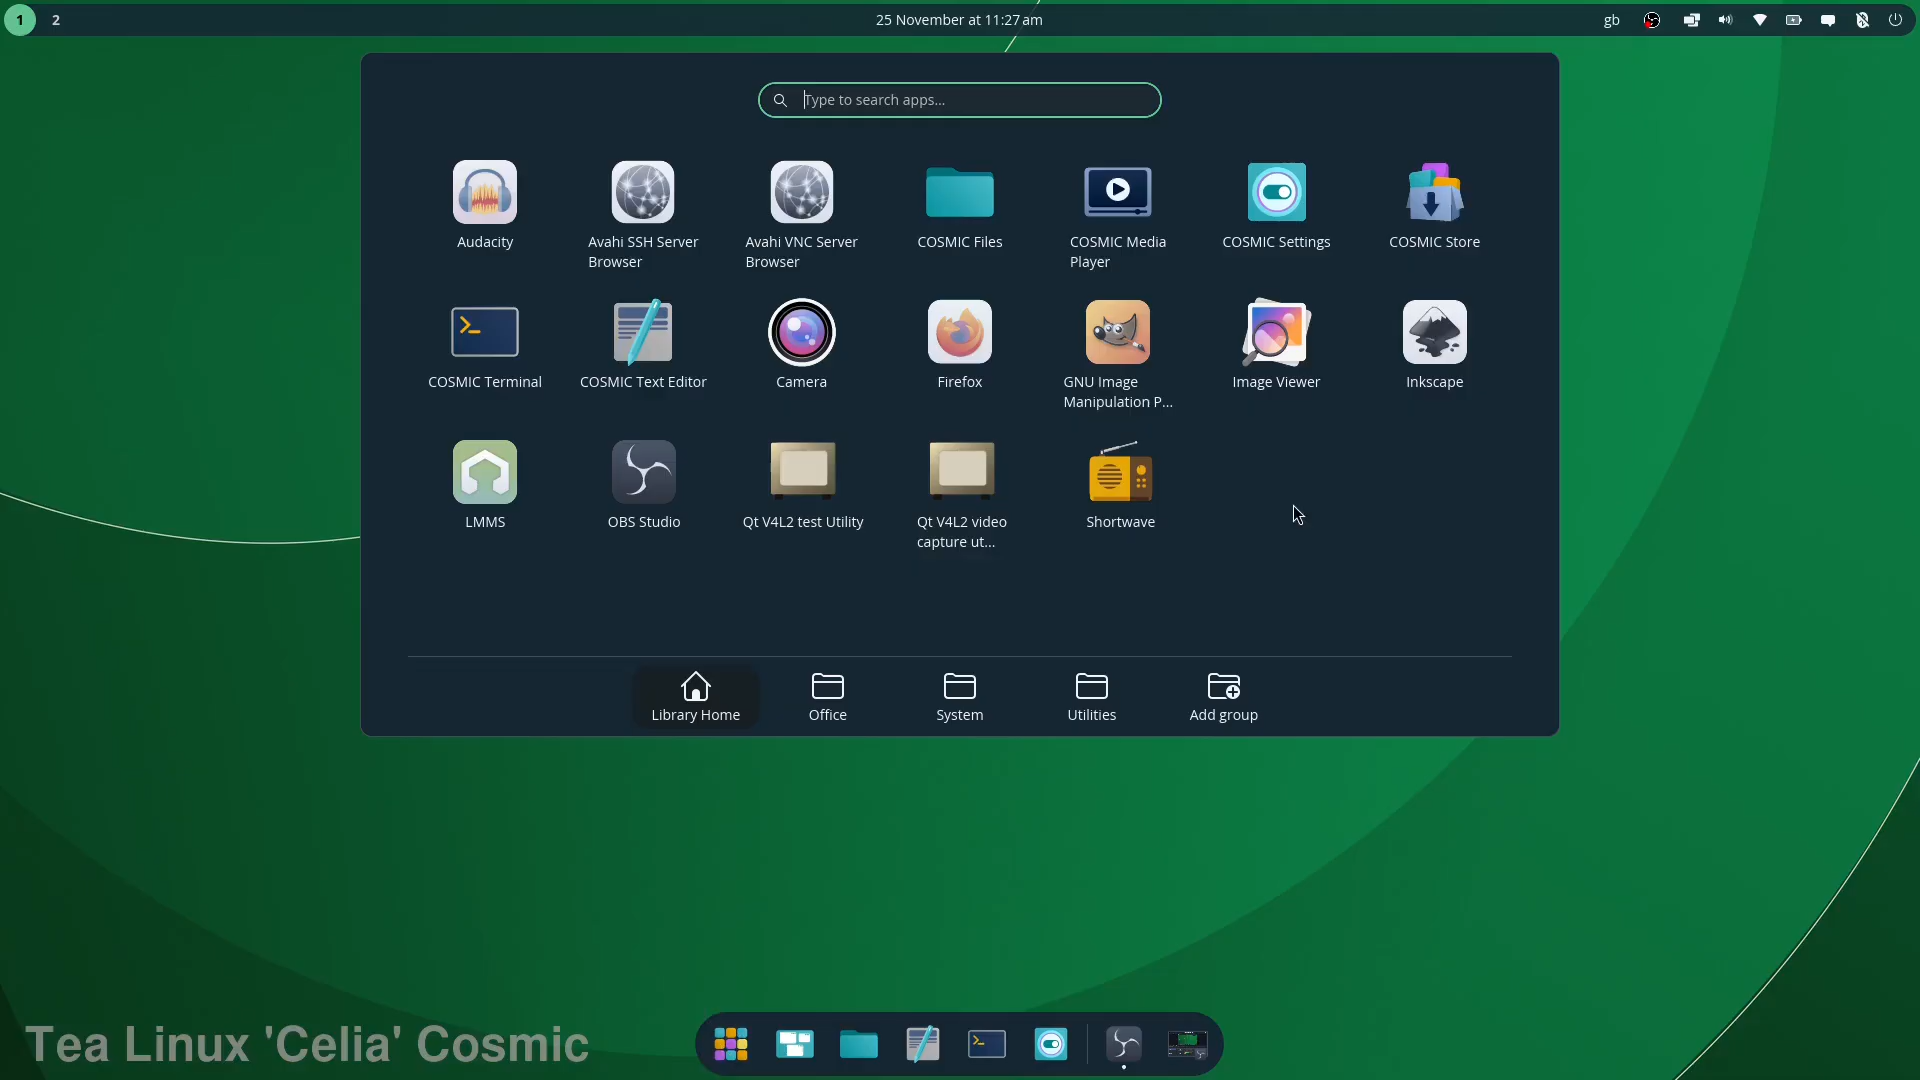 1
2
25 November at 11:27 am
gb
Type to search apps...
Audacity
Avahi SSH Server
Browser
Avahi VNC Server
Browser
COSMIC Files
COSMIC Media
Player
COSMIC Settings
COSMIC Store
COSMIC Terminal
COSMIC Text Editor
Camera
Firefox
GNU Image
Manipulation P...
Image Viewer
Inkscape
LMMS
OBS Studio
Qt V4L2 test Utility
Qt V4L2 video
capture ut...
Shortwave
Library Home
Office
System
Utilities
Add group
Tea Linux 'Celia' Cosmic